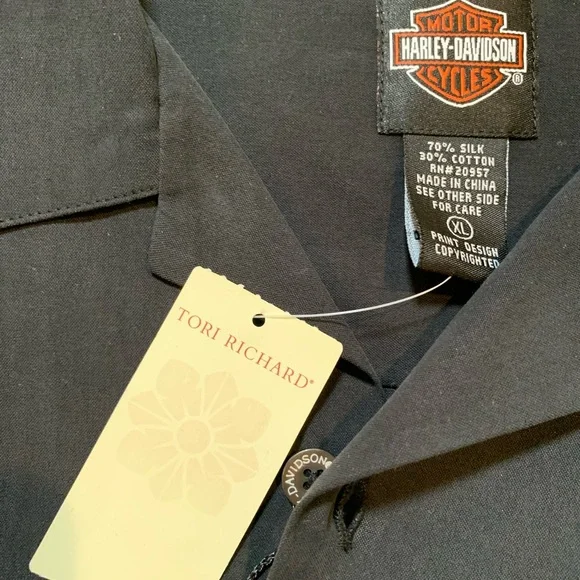 MOTOR
HARLEY-DAVIDSON
CYCLES
®
70% SILK
30% COTTON
RN#20957
MADE IN CHINA
SEE OTHER SIDE
FOR CARE
XL
PRINT DESIGN
COPYRIGHTED
TORI RICHARD®
-DAVIDSON